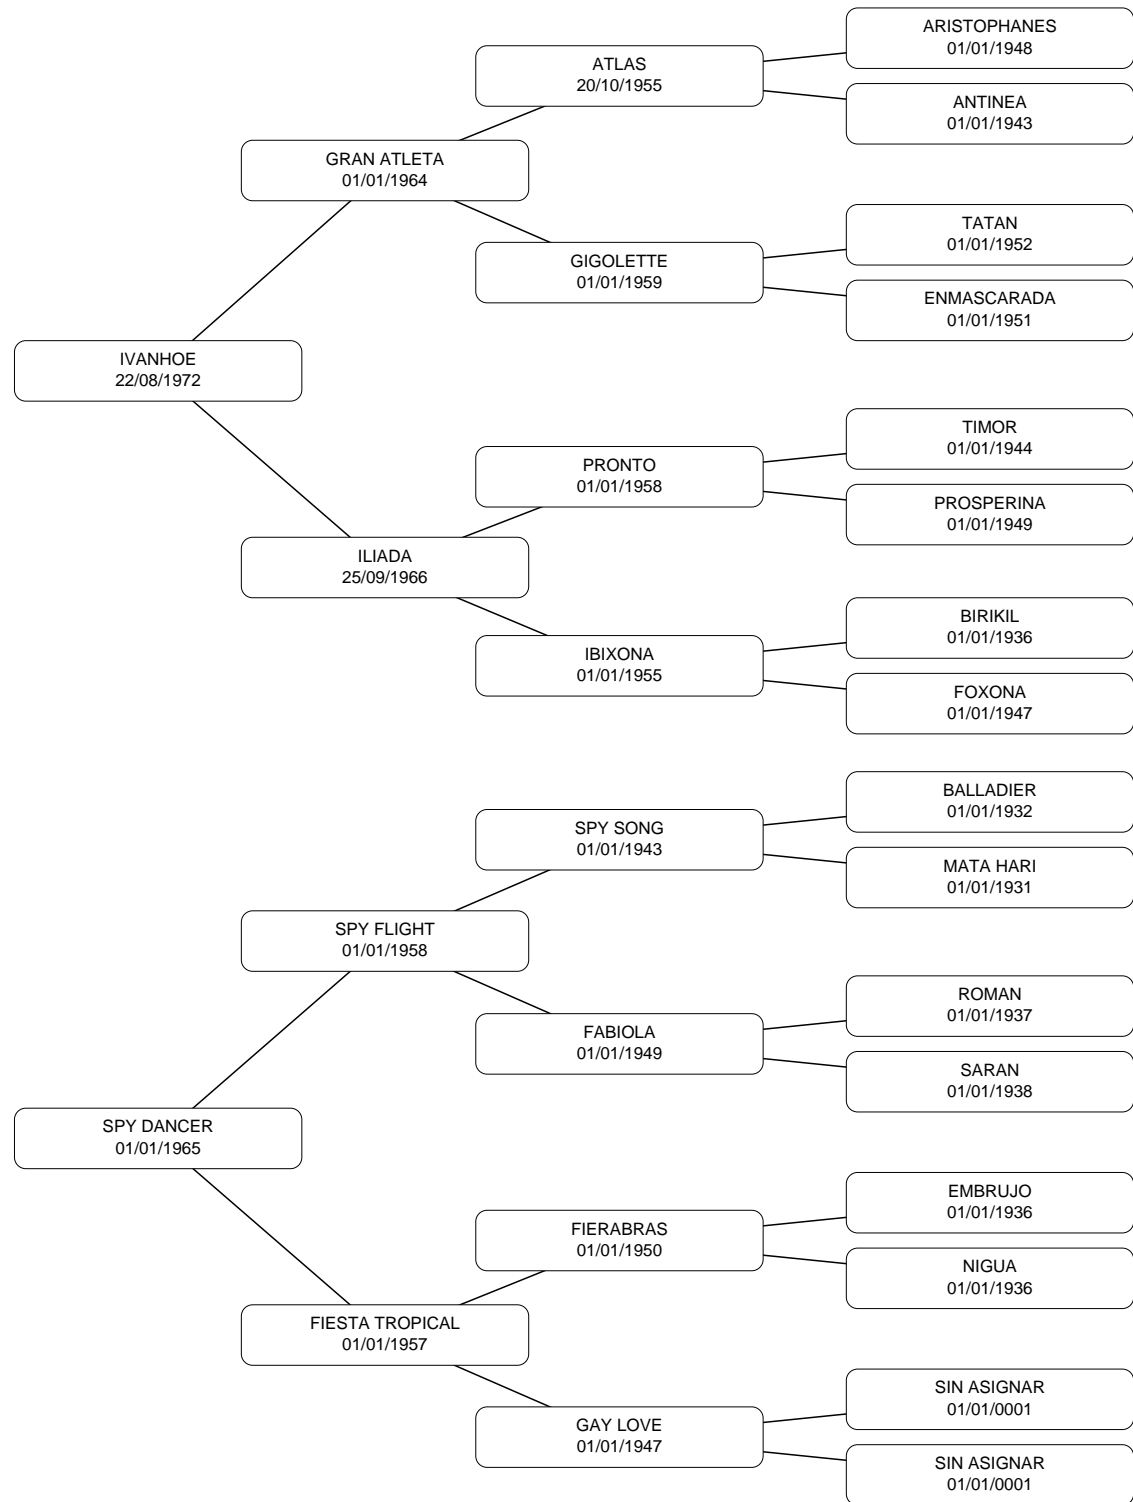 ARISTOPHANES
01/01/1948
ATLAS
20/10/1955
ANTINEA
01/01/1943
GRAN ATLETA
01/01/1964
TATAN
01/01/1952
GIGOLETTE
01/01/1959
ENMASCARADA
01/01/1951
IVANHOE
22/08/1972
TIMOR
01/01/1944
PRONTO
01/01/1958
PROSPERINA
01/01/1949
ILIADA
25/09/1966
BIRIKIL
01/01/1936
IBIXONA
01/01/1955
FOXONA
01/01/1947
BALLADIER
01/01/1932
SPY SONG
01/01/1943
MATA HARI
01/01/1931
SPY FLIGHT
01/01/1958
ROMAN
01/01/1937
FABIOLA
01/01/1949
SARAN
01/01/1938
SPY DANCER
01/01/1965
EMBRUJO
01/01/1936
FIERABRAS
01/01/1950
NIGUA
01/01/1936
FIESTA TROPICAL
01/01/1957
SIN ASIGNAR
01/01/0001
GAY LOVE
01/01/1947
SIN ASIGNAR
01/01/0001